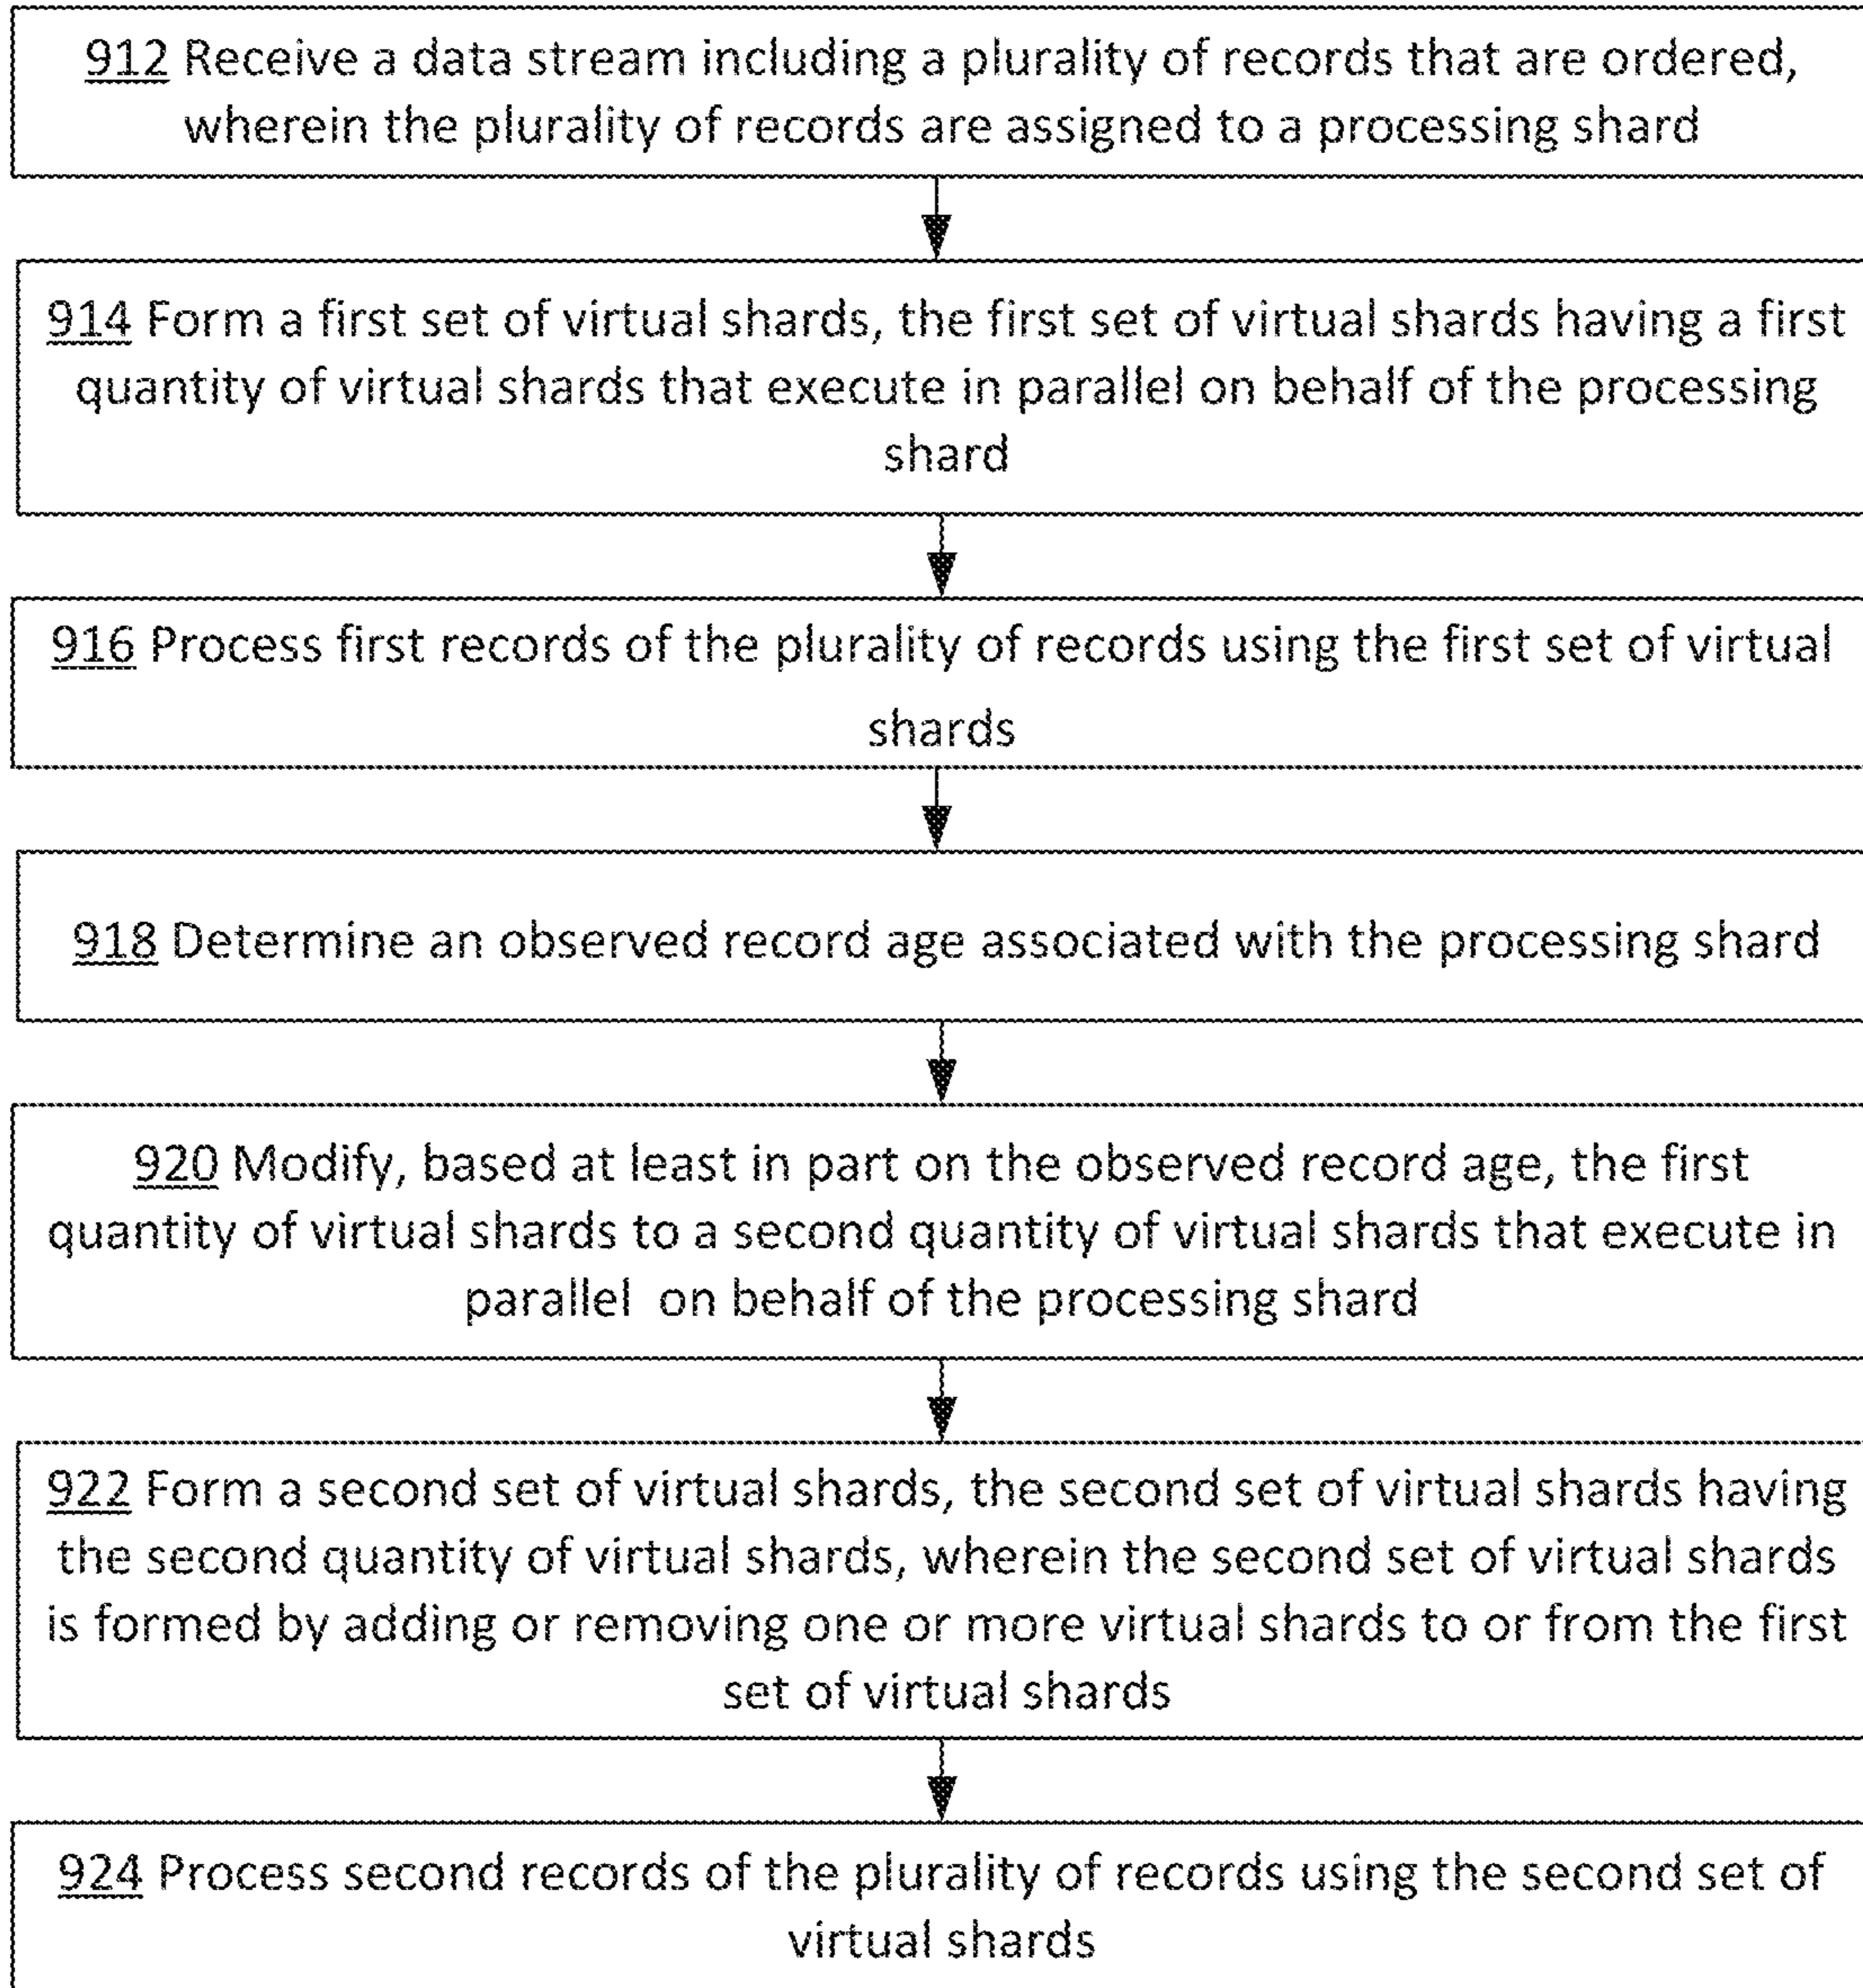 912 Receive a data stream including a plurality of records that are ordered,
wherein the plurality of records are assigned to a processing shard
914 Form a first set of virtual shards, the first set of virtual shards having a first
quantity of virtual shards that execute in parallel on behalf of the processing
shard
916 Process first records of the plurality of records using the first set of virtual
shards
918 Determine an observed record age associated with the processing shard
920 Modify, based at least in part on the observed record age, the first
quantity of virtual shards to a second quantity of virtual shards that execute in
parallel on behalf of the processing shard
922 Form a second set of virtual shards, the second set of virtual shards having
the second quantity of virtual shards, wherein the second set of virtual shards
is formed by adding or removing one or more virtual shards to or from the first
set of virtual shards
924 Process second records of the plurality of records using the second set of
virtual shards